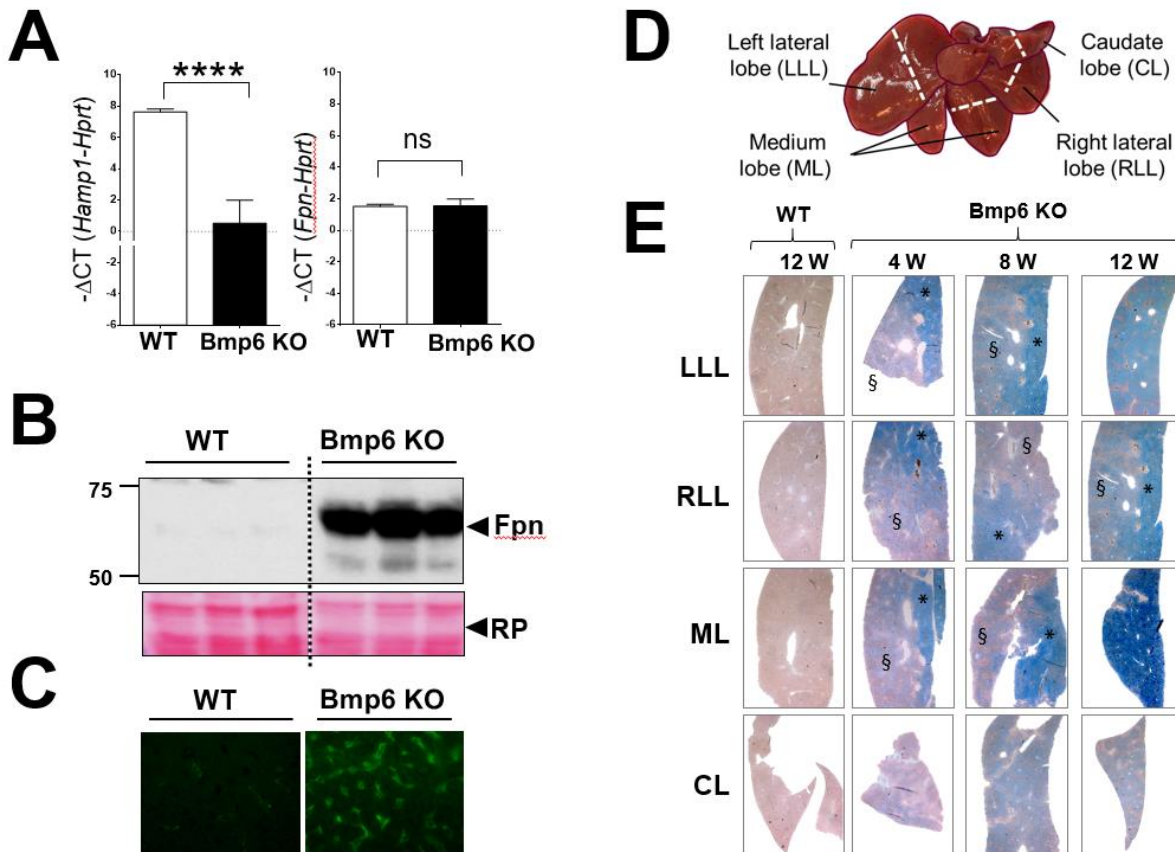 A
****
-ΔCT (Hamp1-Hprt)
10
8
6
4
2
0
-2
-4
-6
WT
Bmp6 KO
ns
-ΔCT (Fpn-Hprt)
10
8
6
4
2
0
-2
-4
-6
WT
Bmp6 KO
B
WT
Bmp6 KO
75
50
Fpn
RP
C
WT
Bmp6 KO
D
Left lateral
lobe (LLL)
Caudate
lobe (CL)
Medium
lobe (ML)
Right lateral
lobe (RLL)
E
WT
Bmp6 KO
12 W
4 W
8 W
12 W
LLL
*
§
§
*
RLL
*
§
§
*
§
*
ML
*
§
§
*
CL